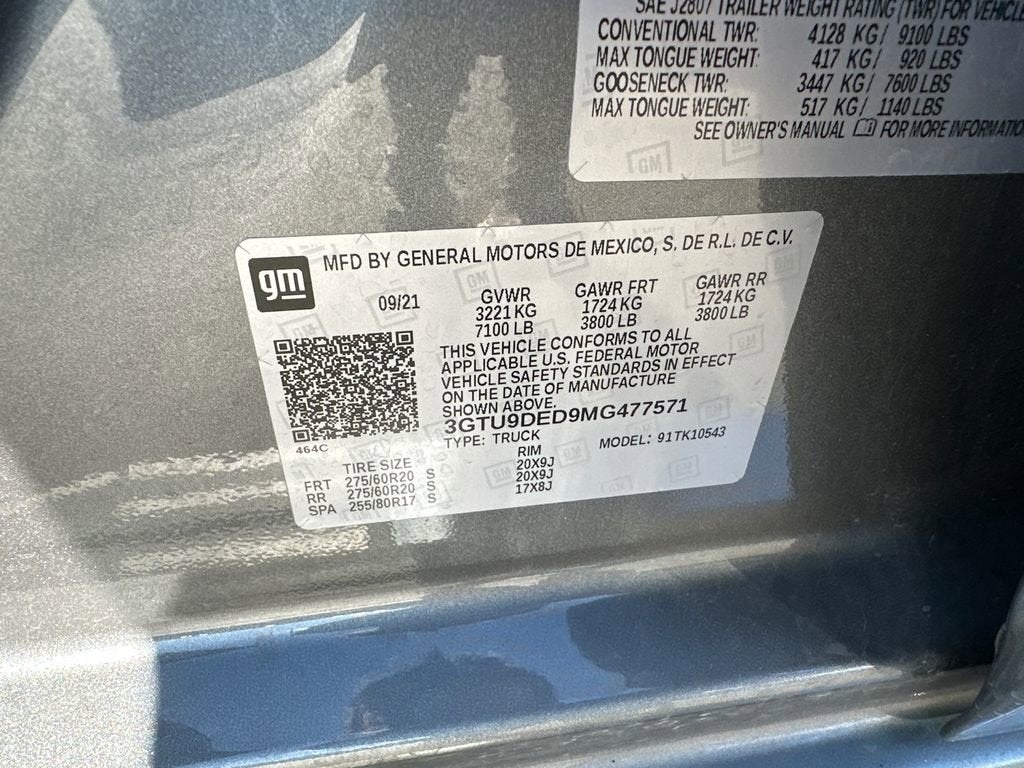 SAE J2807 TRAILER WEIGHT RATING (TWR) FOR VEHICLE
CONVENTIONAL TWR: 4128 KG/ 9100 LBS
MAX TONGUE WEIGHT: 417 KG/ 920 LBS
GOOSENECK TWR: 3447 KG/ 7600 LBS
MAX TONGUE WEIGHT: 517 KG/ 1140 LBS
SEE OWNER'S MANUAL FOR MORE INFORMATIO
gm
MFD BY GENERAL MOTORS DE MEXICO, S. DE R.L. DE C.V.
09/21 GVWR GAWR FRT GAWR RR
3221 KG 1724 KG 1724 KG
7100 LB 3800 LB 3800 LB
THIS VEHICLE CONFORMS TO ALL
APPLICABLE U.S. FEDERAL MOTOR
VEHICLE SAFETY STANDARDS IN EFFECT
ON THE DATE OF MANUFACTURE
SHOWN ABOVE.
3GTU9DED9MG477571
TYPE: TRUCK MODEL: 91TK10543
464C
TIRE SIZE RIM
FRT 275/60R20 S 20X9J
RR 275/60R20 S 20X9J
SPA 255/80R17 S 17X8J